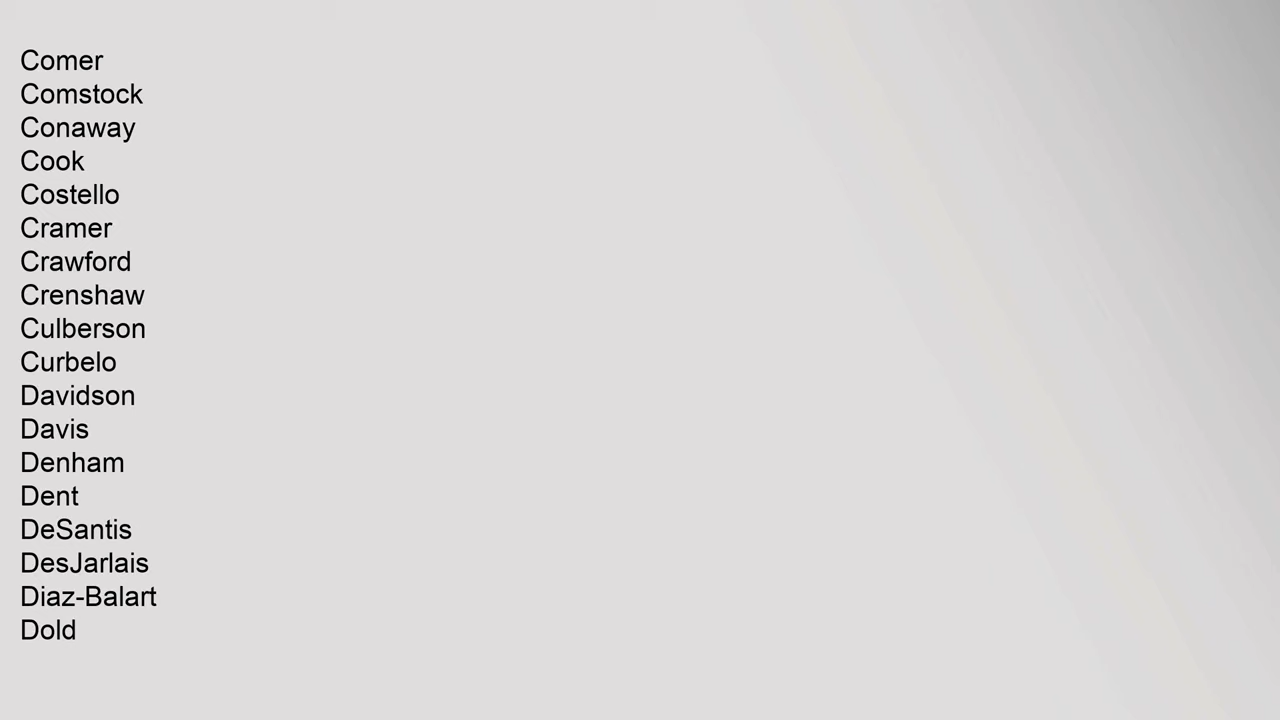 Comer
Comstock
Conaway
Cook
Costello
Cramer
Crawford
Crenshaw
Culberson
Curbelo
Davidson
Davis
Denham
Dent
DeSantis
DesJarlais
Diaz-Balart
Dold